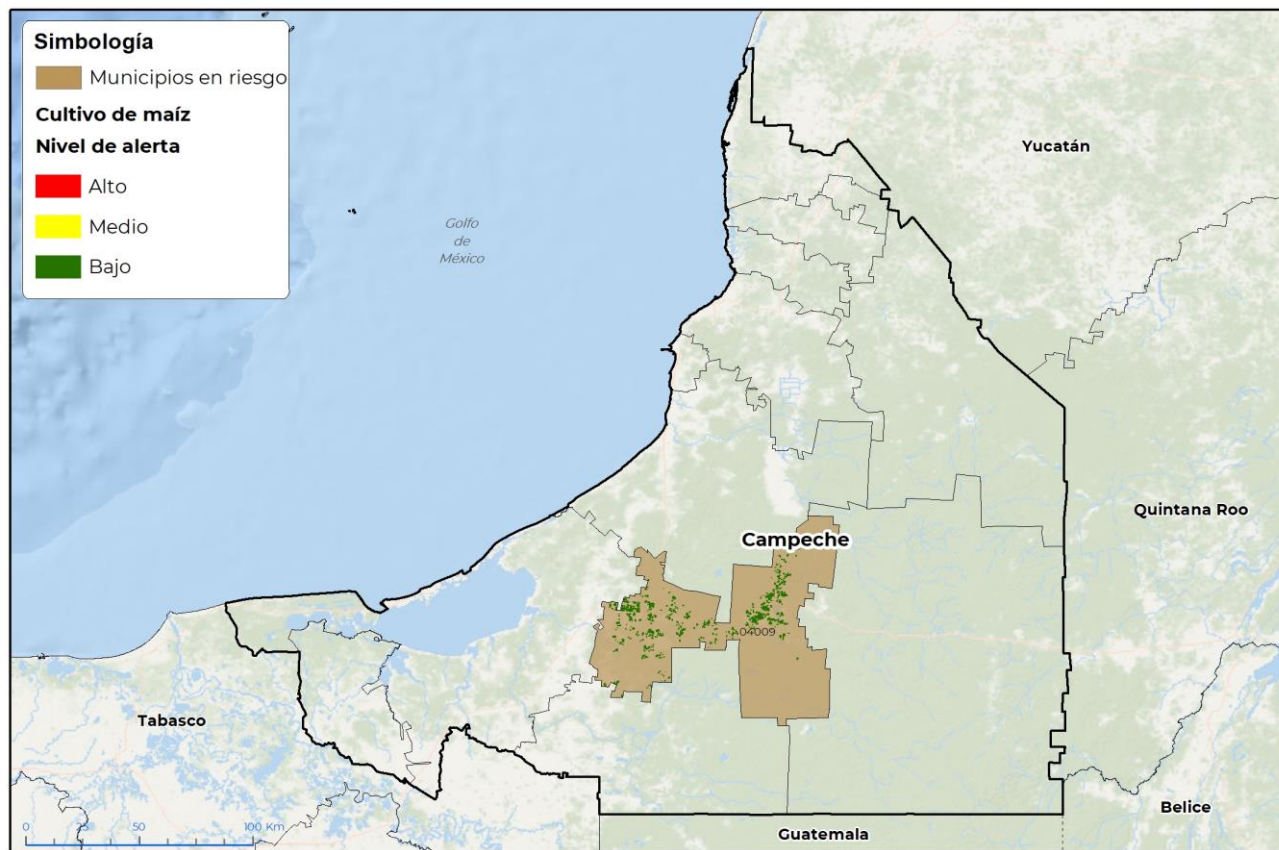 Simbología
Municipios en riesgo
Cultivo de maíz
Nivel de alerta
Alto
Medio
Bajo
Golfo
de
México
Yucatán
Quintana Roo
Campeche
04009
Tabasco
Belice
Guatemala
0 25 50 100 Km